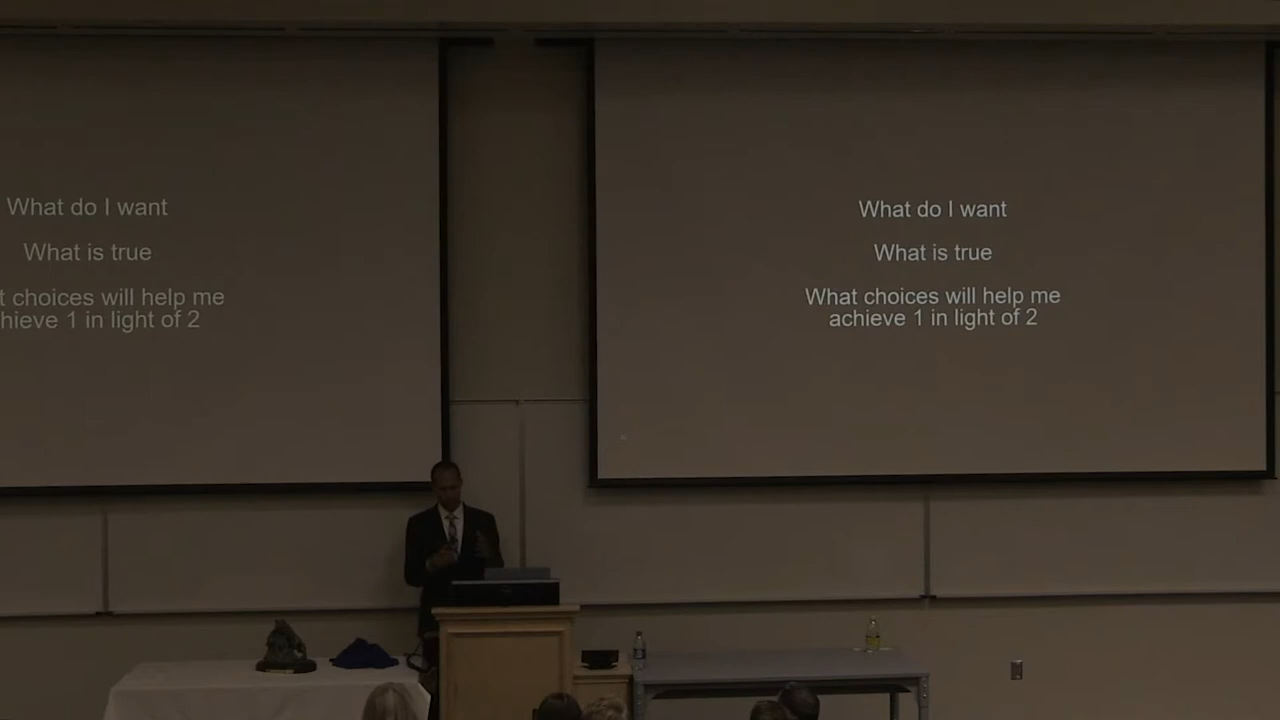 What do I want
What is true
t choices will help me
hieve 1 in light of 2
What do I want
What is true
What choices will help me
achieve 1 in light of 2